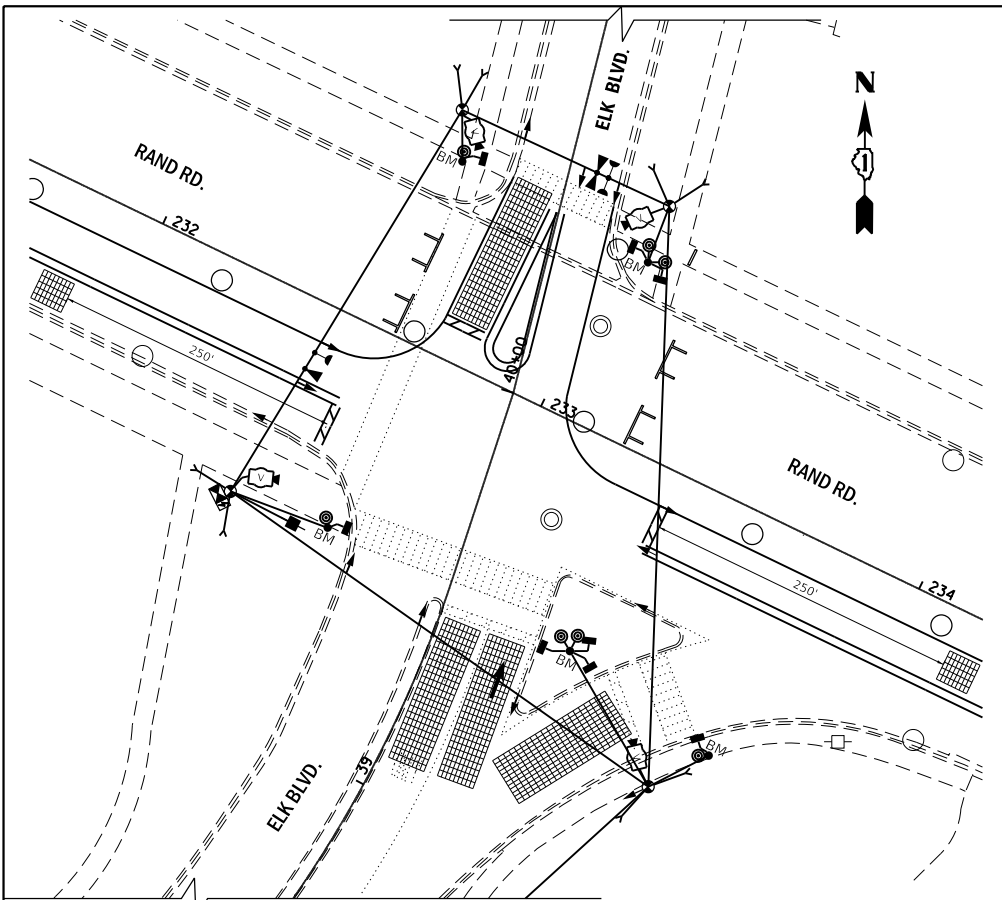 ELK BLVD.
N
1
RAND RD.
232
BM
BM
250'
40+00
233
RAND RD.
V
BM
234
250'
BM
BM
39
ELK BLVD.